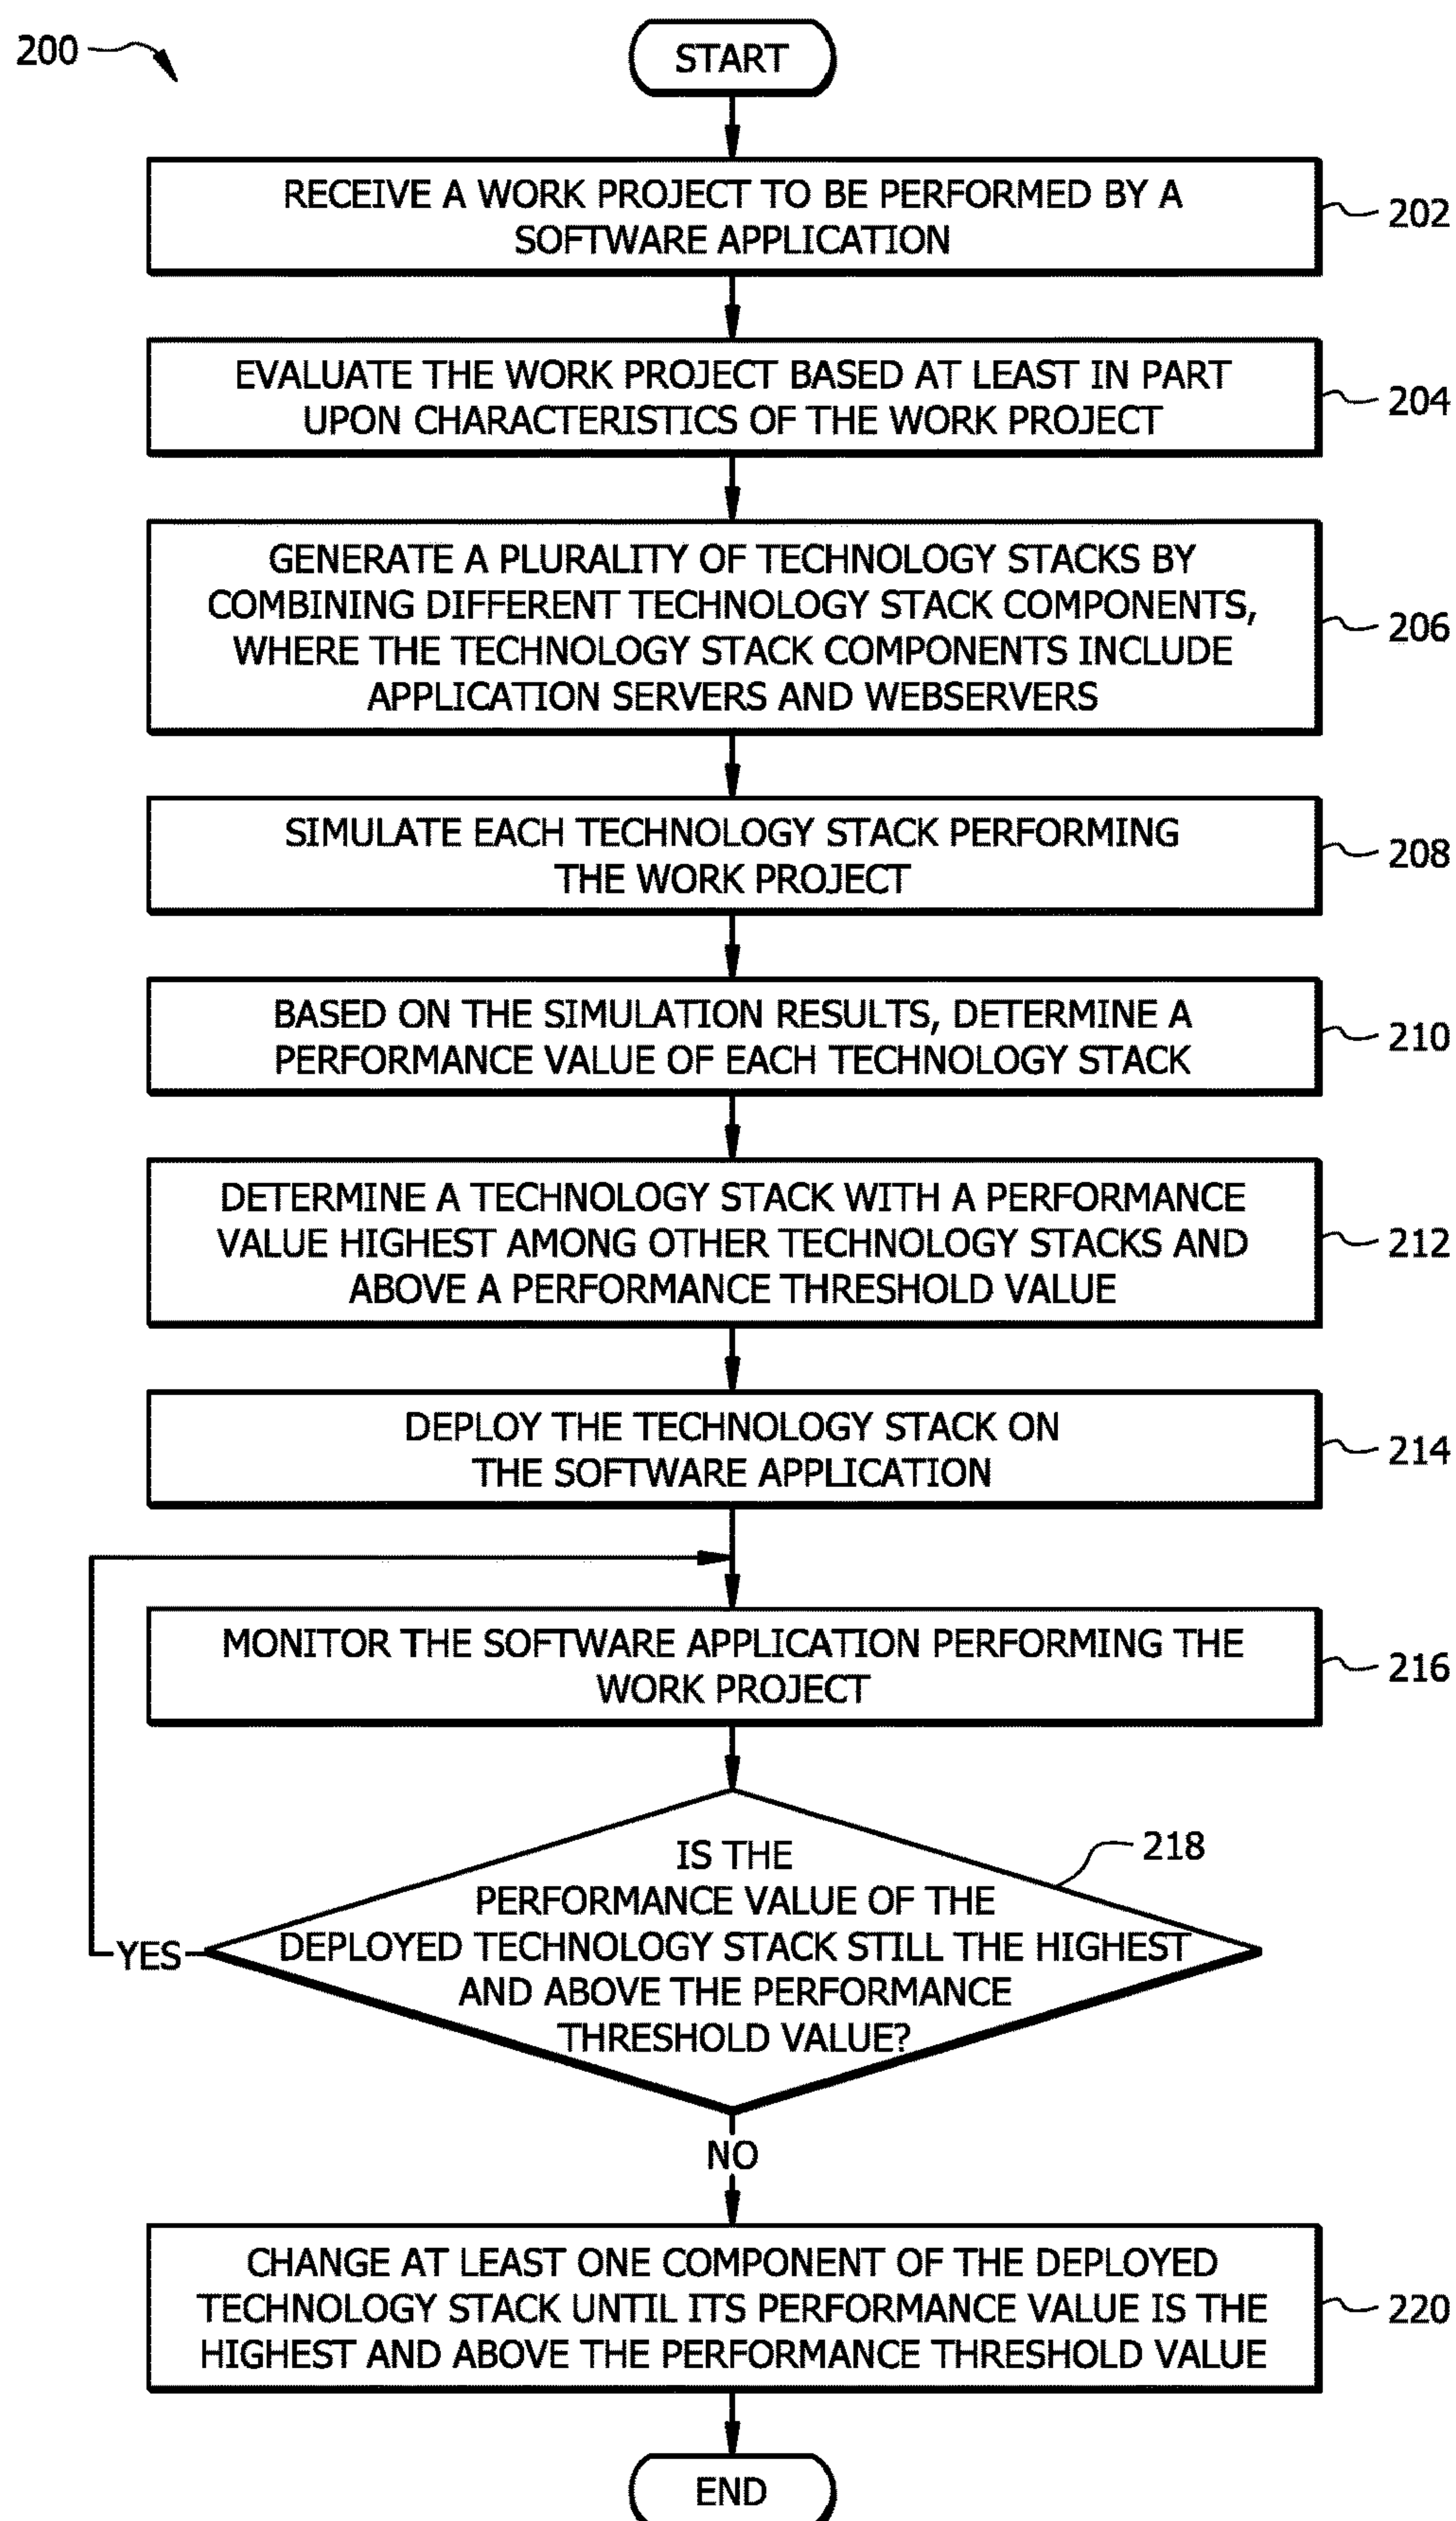 200
START
RECEIVE A WORK PROJECT TO BE PERFORMED BY A
SOFTWARE APPLICATION
202
EVALUATE THE WORK PROJECT BASED AT LEAST IN PART
UPON CHARACTERISTICS OF THE WORK PROJECT
204
GENERATE A PLURALITY OF TECHNOLOGY STACKS BY
COMBINING DIFFERENT TECHNOLOGY STACK COMPONENTS,
WHERE THE TECHNOLOGY STACK COMPONENTS INCLUDE
APPLICATION SERVERS AND WEBSERVERS
206
SIMULATE EACH TECHNOLOGY STACK PERFORMING
THE WORK PROJECT
208
BASED ON THE SIMULATION RESULTS, DETERMINE A
PERFORMANCE VALUE OF EACH TECHNOLOGY STACK
210
DETERMINE A TECHNOLOGY STACK WITH A PERFORMANCE
VALUE HIGHEST AMONG OTHER TECHNOLOGY STACKS AND
ABOVE A PERFORMANCE THRESHOLD VALUE
212
DEPLOY THE TECHNOLOGY STACK ON
THE SOFTWARE APPLICATION
214
MONITOR THE SOFTWARE APPLICATION PERFORMING THE
WORK PROJECT
216
IS THE
PERFORMANCE VALUE OF THE
DEPLOYED TECHNOLOGY STACK STILL THE HIGHEST
AND ABOVE THE PERFORMANCE
THRESHOLD VALUE?
218
YES
NO
CHANGE AT LEAST ONE COMPONENT OF THE DEPLOYED
TECHNOLOGY STACK UNTIL ITS PERFORMANCE VALUE IS THE
HIGHEST AND ABOVE THE PERFORMANCE THRESHOLD VALUE
220
END